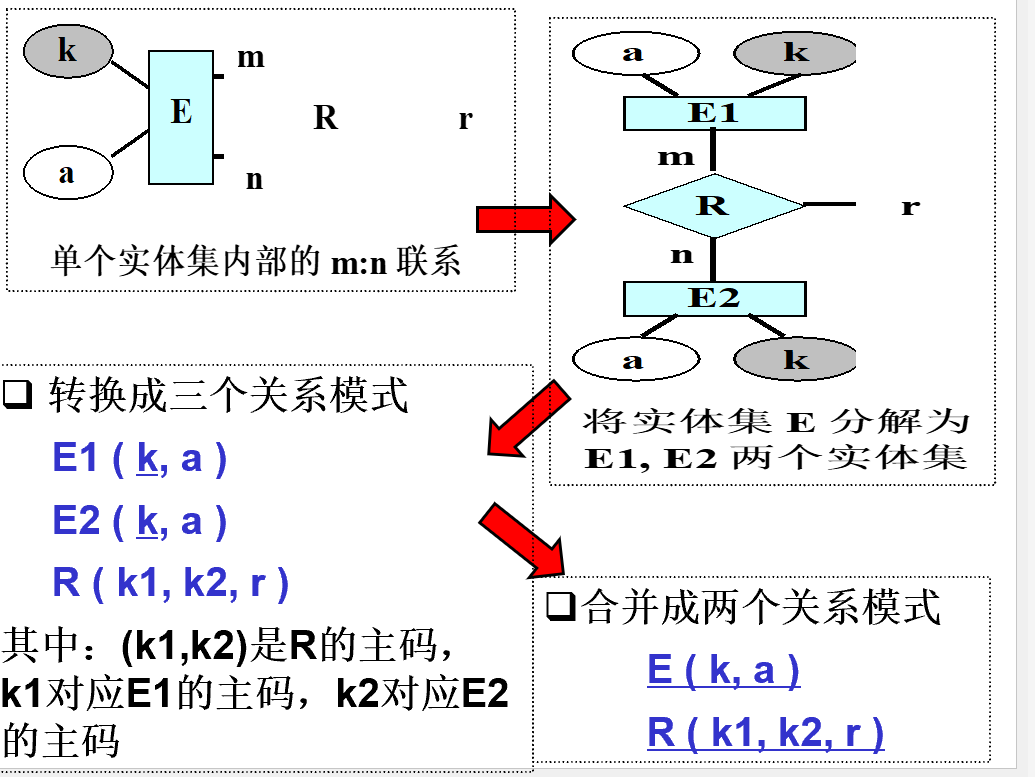 k
m
E
R
r
a
n
单个实体集内部的 m:n 联系
a
k
E1
m
R
r
n
E2
a
k
将实体集 E 分解为
E1, E2 两个实体集
❑ 转换成三个关系模式
E1 ( k, a )
E2 ( k, a )
R ( k1, k2, r )
其中：(k1,k2)是R的主码，
k1对应E1的主码，k2对应E2
的主码
❑合并成两个关系模式
E ( k, a )
R ( k1, k2, r )